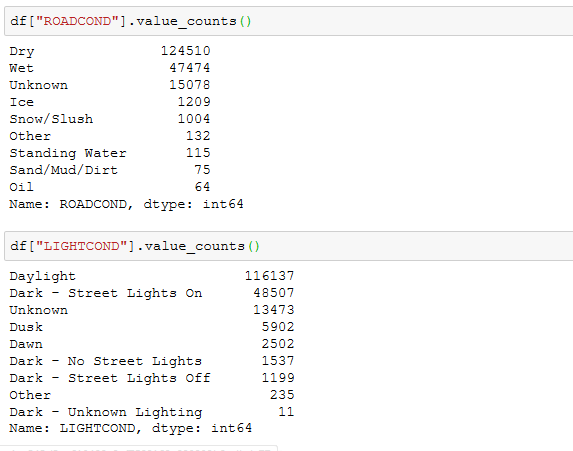 df["ROADCOND"].value_counts()
Dry 124510
Wet 47474
Unknown 15078
Ice 1209
Snow/Slush 1004
Other 132
Standing Water 115
Sand/Mud/Dirt 75
Oil 64
Name: ROADCOND, dtype: int64
df["LIGHTCOND"].value_counts()
Daylight 116137
Dark - Street Lights On 48507
Unknown 13473
Dusk 5902
Dawn 2502
Dark - No Street Lights 1537
Dark - Street Lights Off 1199
Other 235
Dark - Unknown Lighting 11
Name: LIGHTCOND, dtype: int64